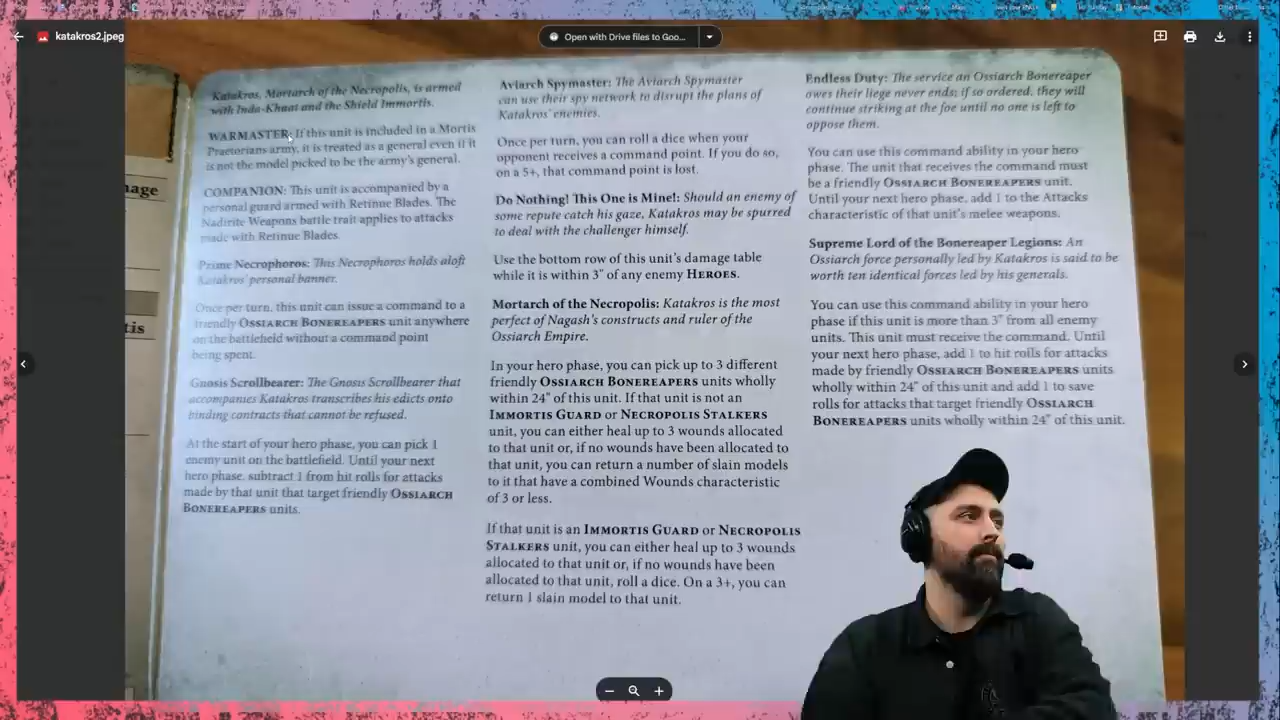 katakros2.jpeg
Open with Drive files to Goo...
Katakros, Mortarch of the Necropolis, is armed
with Inda-Khaat and the Shield Immortis.
WARMASTER: If this unit is included in a Mortis
Praetorians army, it is treated as a general even if it
is not the model picked to be the army's general.
COMPANION: This unit is accompanied by a
personal guard armed with Retinue Blades. The
Nadirite Weapons battle trait applies to attacks
made with Retinue Blades.
Prime Necrophoros: This Necrophoros holds aloft
Katakros' personal banner.
Once per turn, this unit can issue a command to a
friendly OSSIARCH BONEREAPERS unit anywhere
on the battlefield without a command point
being spent.
Gnosis Scrollbearer: The Gnosis Scrollbearer that
accompanies Katakros transcribes his edicts onto
binding contracts that cannot be refused.
At the start of your hero phase, you can pick 1
enemy unit on the battlefield. Until your next
hero phase, subtract 1 from hit rolls for attacks
made by that unit that target friendly OSSIARCH
BONEREAPERS units.
Aviarch Spymaster: The Aviarch Spymaster
can use their spy network to disrupt the plans of
Katakros' enemies.
Once per turn, you can roll a dice when your
opponent receives a command point. If you do so,
on a 5+, that command point is lost.
Do Nothing! This One is Mine!: Should an enemy of
some repute catch his gaze, Katakros may be spurred
to deal with the challenger himself.
Use the bottom row of this unit's damage table
while it is within 3" of any enemy HEROES.
Mortarch of the Necropolis: Katakros is the most
perfect of Nagash's constructs and ruler of the
Ossiarch Empire.
In your hero phase, you can pick up to 3 different
friendly OSSIARCH BONEREAPERS units wholly
within 24" of this unit. If that unit is not an
IMMORTIS GUARD or NECROPOLIS STALKERS
unit, you can either heal up to 3 wounds allocated
to that unit or, if no wounds have been allocated to
that unit, you can return a number of slain models
to it that have a combined Wounds characteristic
of 3 or less.
If that unit is an IMMORTIS GUARD or NECROPOLIS
STALKERS unit, you can either heal up to 3 wounds
allocated to that unit or, if no wounds have been
allocated to that unit, roll a dice. On a 3+, you can
return 1 slain model to that unit.
Endless Duty: The service an Ossiarch Bonereaper
owes their liege never ends; if so ordered, they will
continue striking at the foe until no one is left to
oppose them.
You can use this command ability in your hero
phase. The unit that receives the command must
be a friendly OSSIARCH BONEREAPERS unit.
Until your next hero phase, add 1 to the Attacks
characteristic of that unit's melee weapons.
Supreme Lord of the Bonereaper Legions: An
Ossiarch force personally led by Katakros is said to be
worth ten identical forces led by his generals.
You can use this command ability in your hero
phase if this unit is more than 3" from all enemy
units. This unit must receive the command. Until
your next hero phase, add 1 to hit rolls for attacks
made by friendly OSSIARCH BONEREAPERS units
wholly within 24" of this unit and add 1 to save
rolls for attacks that target friendly OSSIARCH
BONEREAPERS units wholly within 24" of this unit.